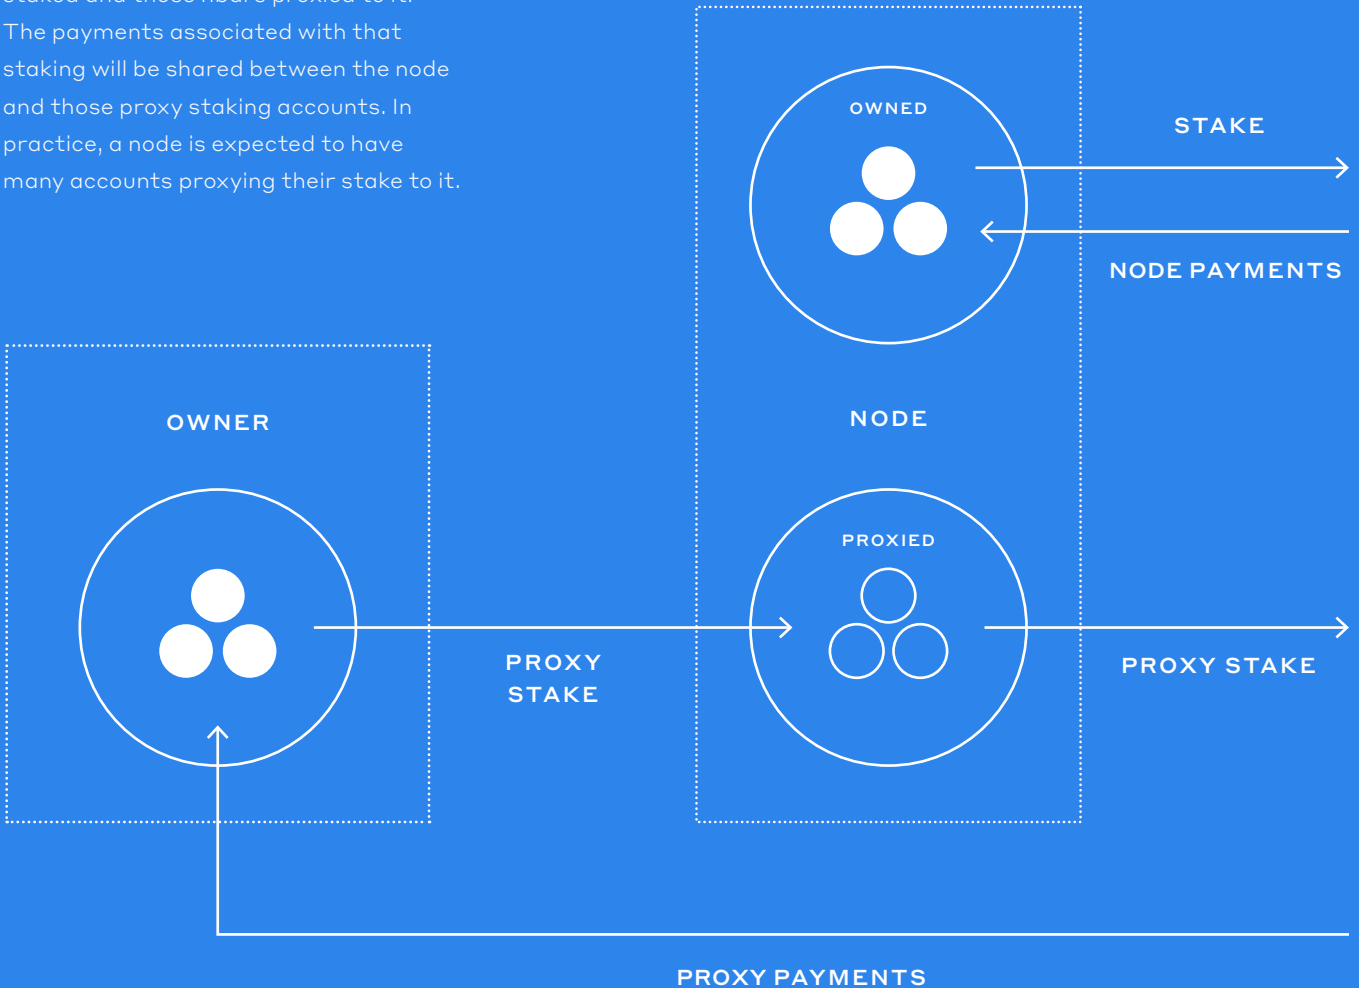 The payments associated with that
staking will be shared between the node
and those proxy staking accounts. In
practice, a node is expected to have
many accounts proxying their stake to it.
OWNED
STAKE
NODE PAYMENTS
OWNER
NODE
PROXIED
PROXY
STAKE
PROXY STAKE
PROXY PAYMENTS